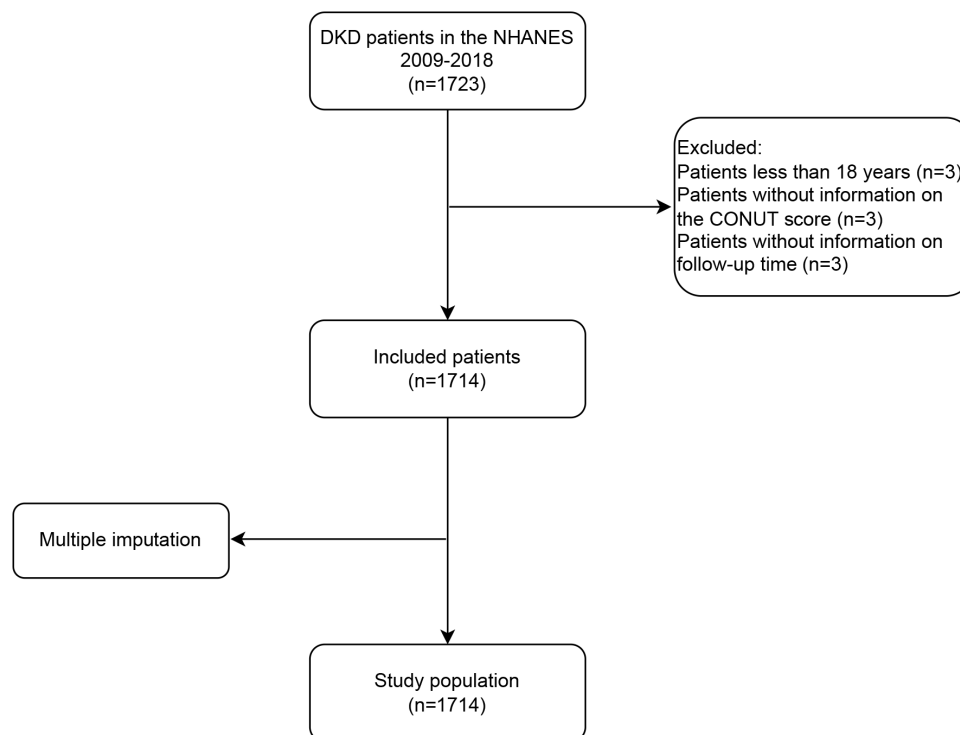 DKD patients in the NHANES
2009-2018
(n=1723)
Excluded:
Patients less than 18 years (n=3)
Patients without information on
the CONUT score (n=3)
Patients without information on
follow-up time (n=3)
Included patients
(n=1714)
Multiple imputation
Study population
(n=1714)